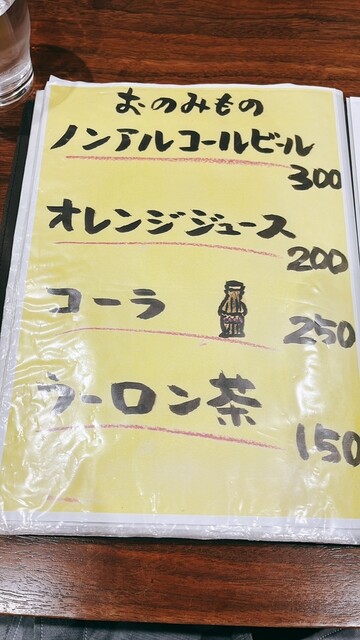 おのみもの
ノンアルコールビール
300
オレンジジュース
200
コーラ
250
ウーロン茶
150